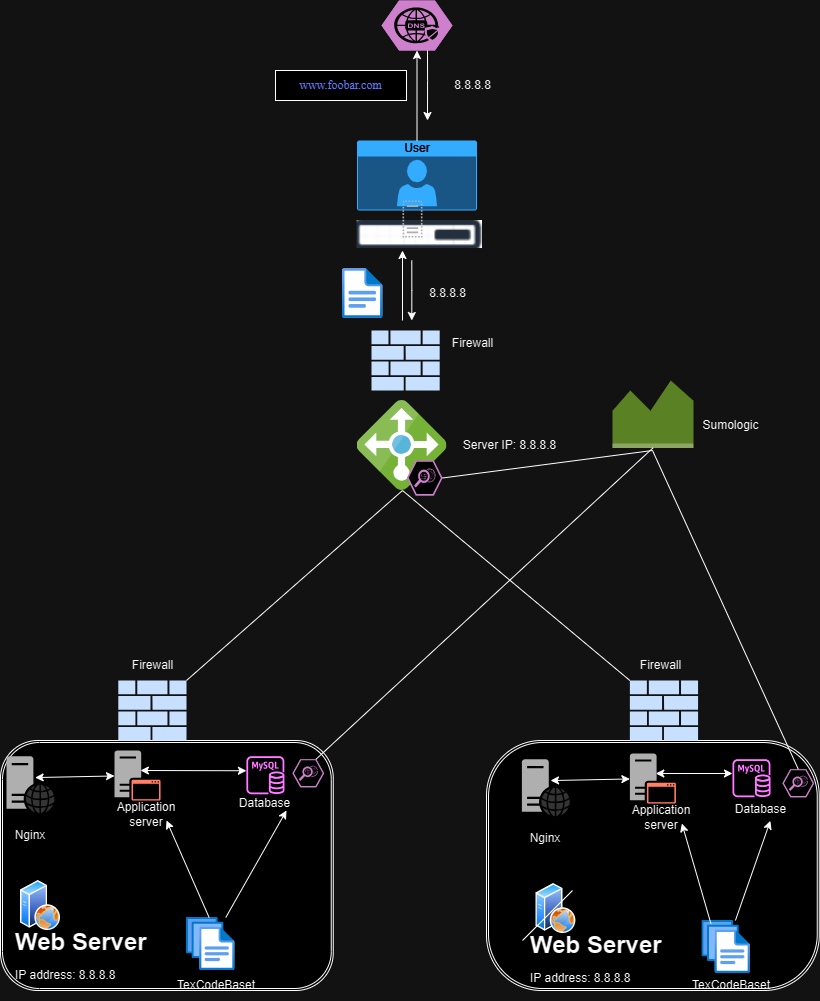 DNS
www.foobar.com
8.8.8.8
User
8.8.8.8
Firewall
Server IP: 8.8.8.8
Sumologic
Firewall
Firewall
MySQL
Application
server
Database
Nginx
Web Server
IP address: 8.8.8.8
TexCodeBaset
MySQL
Application
server
Database
Nginx
Web Server
IP address: 8.8.8.8
TexCodeBaset